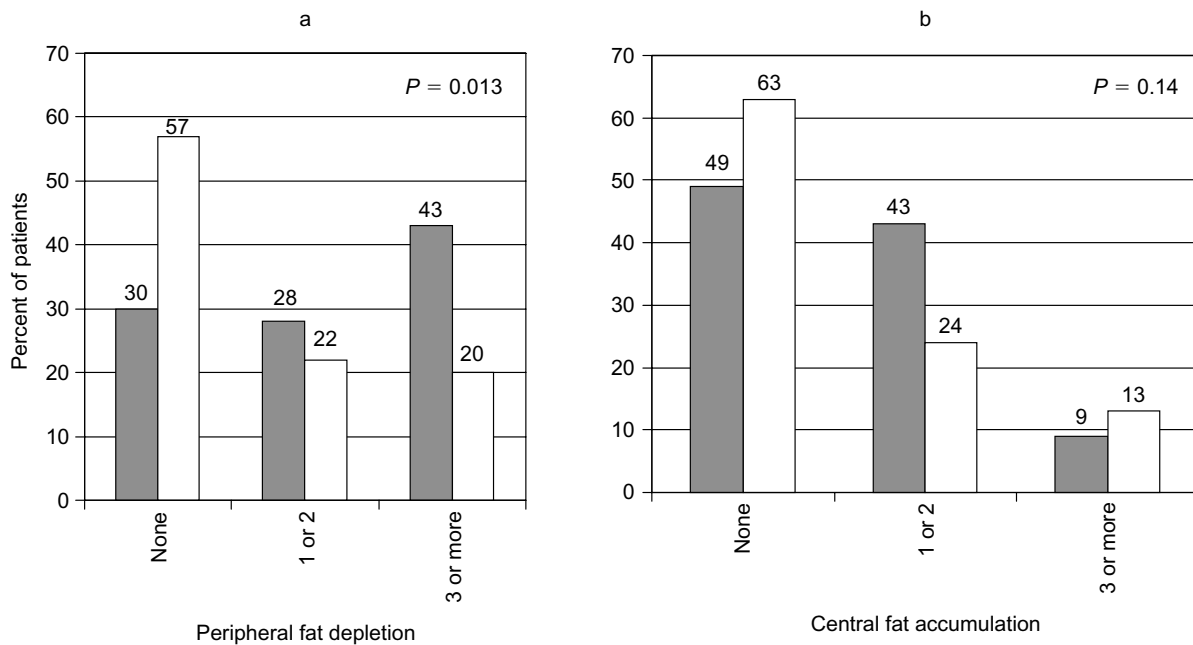 a
70
60
50
40
30
20
10
0
Percent of patients
P = 0.013
30
57
28
22
43
20
None
1 or 2
3 or more
Peripheral fat depletion
b
70
60
50
40
30
20
10
0
P = 0.14
49
63
43
24
9
13
None
1 or 2
3 or more
Central fat accumulation